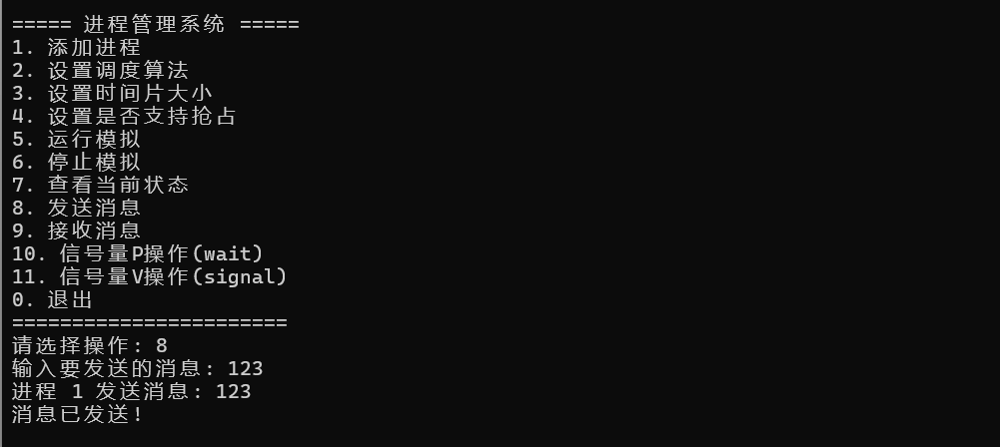 ===== 进程管理系统 =====
1. 添加进程
2. 设置调度算法
3. 设置时间片大小
4. 设置是否支持抢占
5. 运行模拟
6. 停止模拟
7. 查看当前状态
8. 发送消息
9. 接收消息
10. 信号量P操作(wait)
11. 信号量V操作(signal)
0. 退出
=======================
请选择操作: 8
输入要发送的消息: 123
进程 1 发送消息: 123
消息已发送!